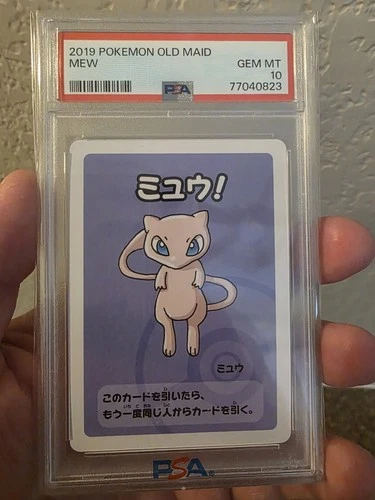 2019 POKEMON OLD MAID
MEW GEM MT
10
PSA 77040823
ミュウ!
ミュウ
このカードを引いたら、
もう一度同じ人からカードを引く。
PSA